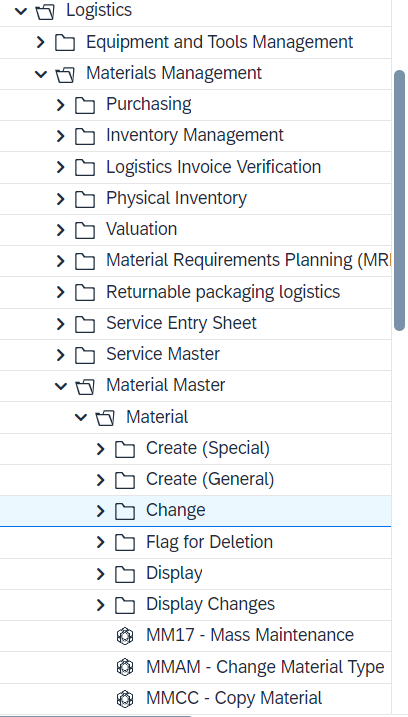 Logistics
Equipment and Tools Management
Materials Management
Purchasing
Inventory Management
Logistics Invoice Verification
Physical Inventory
Valuation
Material Requirements Planning (MR
Returnable packaging logistics
Service Entry Sheet
Service Master
Material Master
Material
Create (Special)
Create (General)
Change
Flag for Deletion
Display
Display Changes
MM17 - Mass Maintenance
MMAM - Change Material Type
MMCC - Copy Material